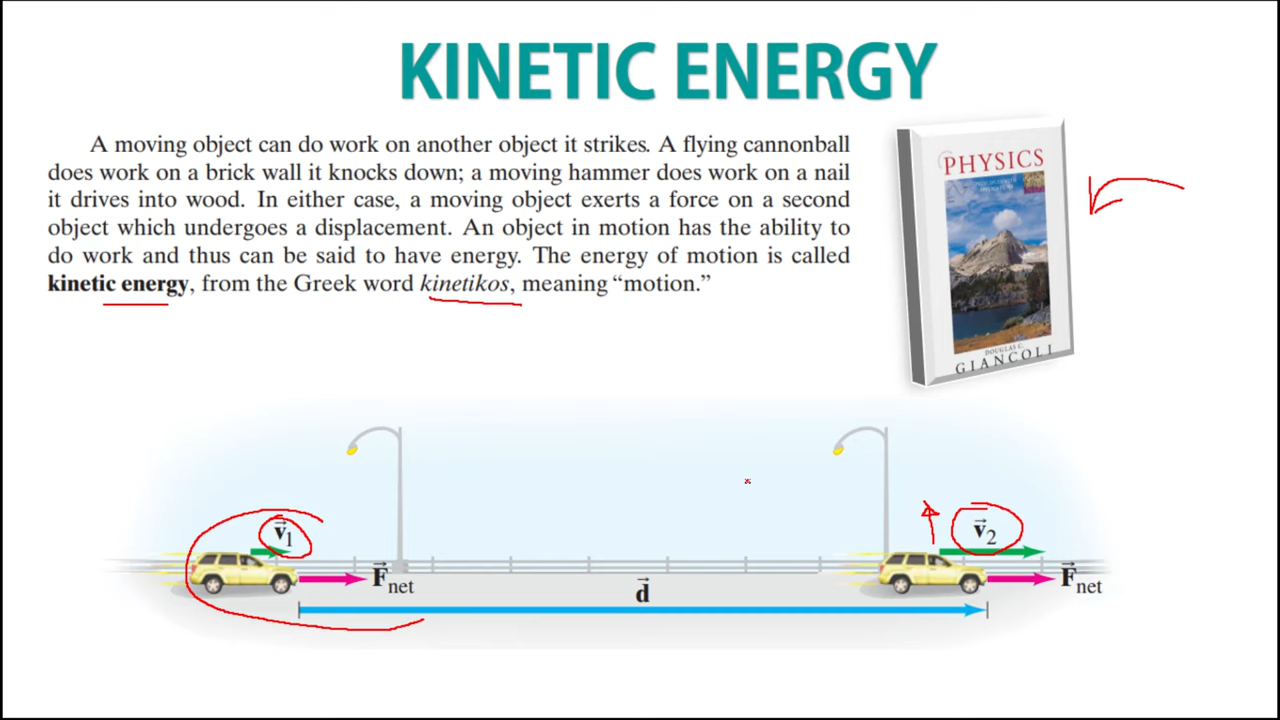 KINETIC ENERGY
A moving object can do work on another object it strikes. A flying cannonball
does work on a brick wall it knocks down; a moving hammer does work on a nail
it drives into wood. In either case, a moving object exerts a force on a second
object which undergoes a displacement. An object in motion has the ability to
do work and thus can be said to have energy. The energy of motion is called
kinetic energy, from the Greek word kinetikos, meaning “motion.”
PHYSICS
DOUGLAS C.
GIANCOLI
v⃗₁
F⃗net
d⃗
v⃗₂
F⃗net